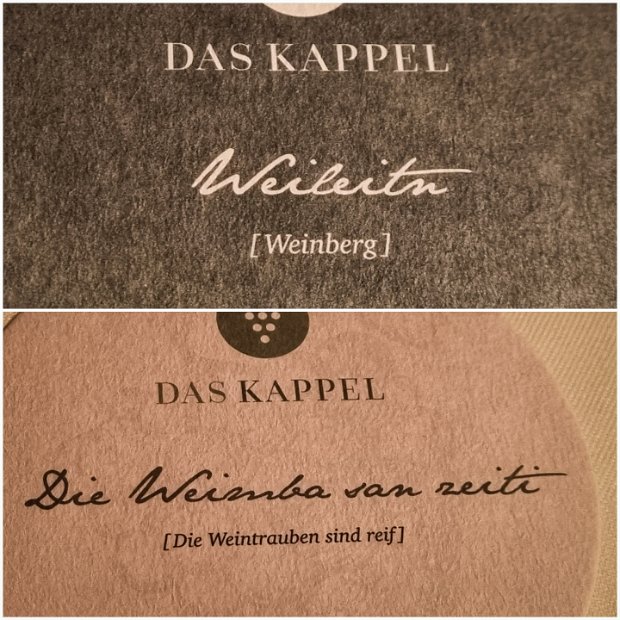 DAS KAPPEL
Weileitn
[Weinberg]
DAS KAPPEL
Die Weimba san zeiti
[Die Weintrauben sind reif]